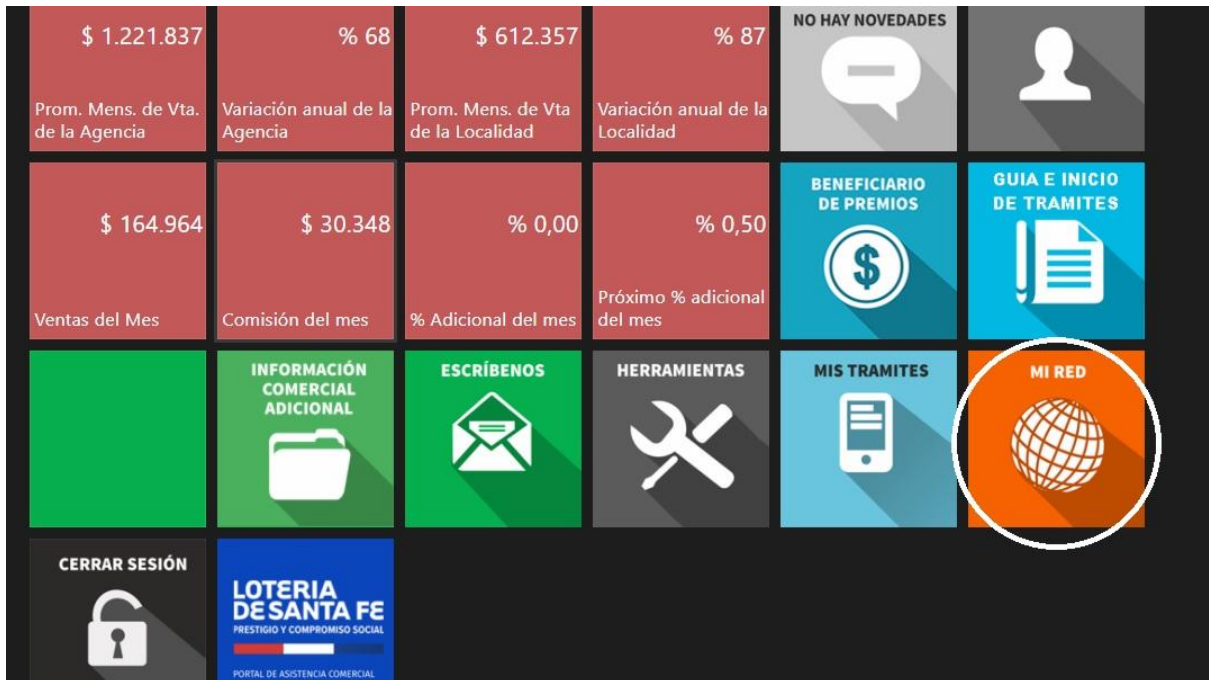 $ 1.221.837
Prom. Mens. de Vta.
de la Agencia
% 68
Variación anual de la
Agencia
$ 612.357
Prom. Mens. de Vta
de la Localidad
% 87
Variación anual de la
Localidad
NO HAY NOVEDADES
$ 164.964
Ventas del Mes
$ 30.348
Comisión del mes
% 0,00
% Adicional del mes
% 0,50
Próximo % adicional
del mes
BENEFICIARIO
DE PREMIOS
$
GUIA E INICIO
DE TRAMITES
INFORMACIÓN
COMERCIAL
ADICIONAL
ESCRÍBENOS
HERRAMIENTAS
MIS TRAMITES
MI RED
CERRAR SESIÓN
LOTERIA
DE SANTA FE
PRESTIGIO Y COMPROMISO SOCIAL
PORTAL DE ASISTENCIA COMERCIAL